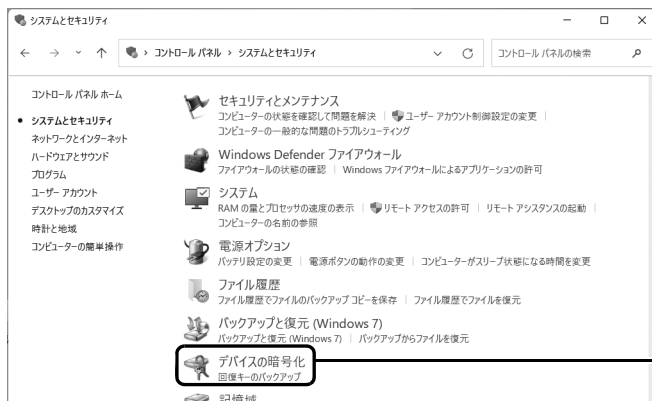 システムとセキュリティ
コントロール パネル › システムとセキュリティ
コントロール パネルの検索
コントロール パネル ホーム
システムとセキュリティ
ネットワークとインターネット
ハードウェアとサウンド
プログラム
ユーザー アカウント
デスクトップのカスタマイズ
時計と地域
コンピューターの簡単操作
セキュリティとメンテナンス
コンピューターの状態を確認して問題を解決 | ユーザー アカウント制御設定の変更 |
コンピューターの一般的な問題のトラブルシューティング
Windows Defender ファイアウォール
ファイアウォールの状態の確認 | Windows ファイアウォールによるアプリケーションの許可
システム
RAM の量とプロセッサの速度の表示 | リモート アクセスの許可 | リモート アシスタンスの起動 |
コンピューターの名前の参照
電源オプション
バッテリ設定の変更 | 電源ボタンの動作の変更 | コンピューターがスリープ状態になる時間を変更
ファイル履歴
ファイル履歴でファイルのバックアップ コピーを保存 | ファイル履歴でファイルを復元
バックアップと復元 (Windows 7)
バックアップと復元 (Windows 7) | バックアップからファイルを復元
デバイスの暗号化
回復キーのバックアップ
記憶域